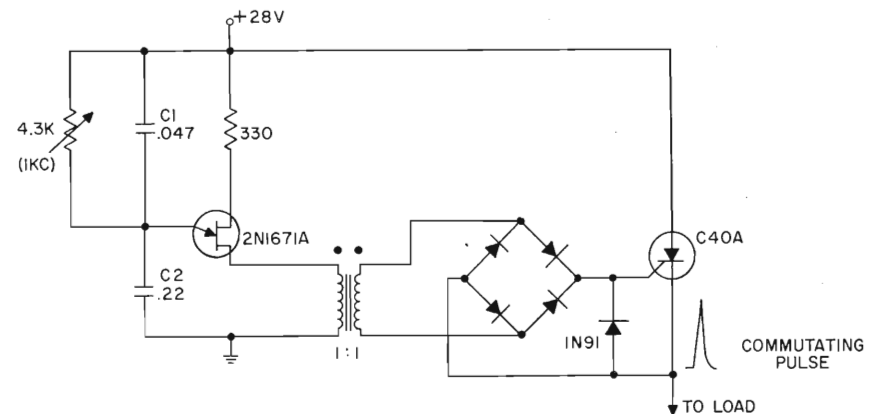 +28V
4.3K
(1KC)
C1
.047
330
2N1671A
C2
.22
1:1
1N91
C40A
COMMUTATING
PULSE
TO LOAD